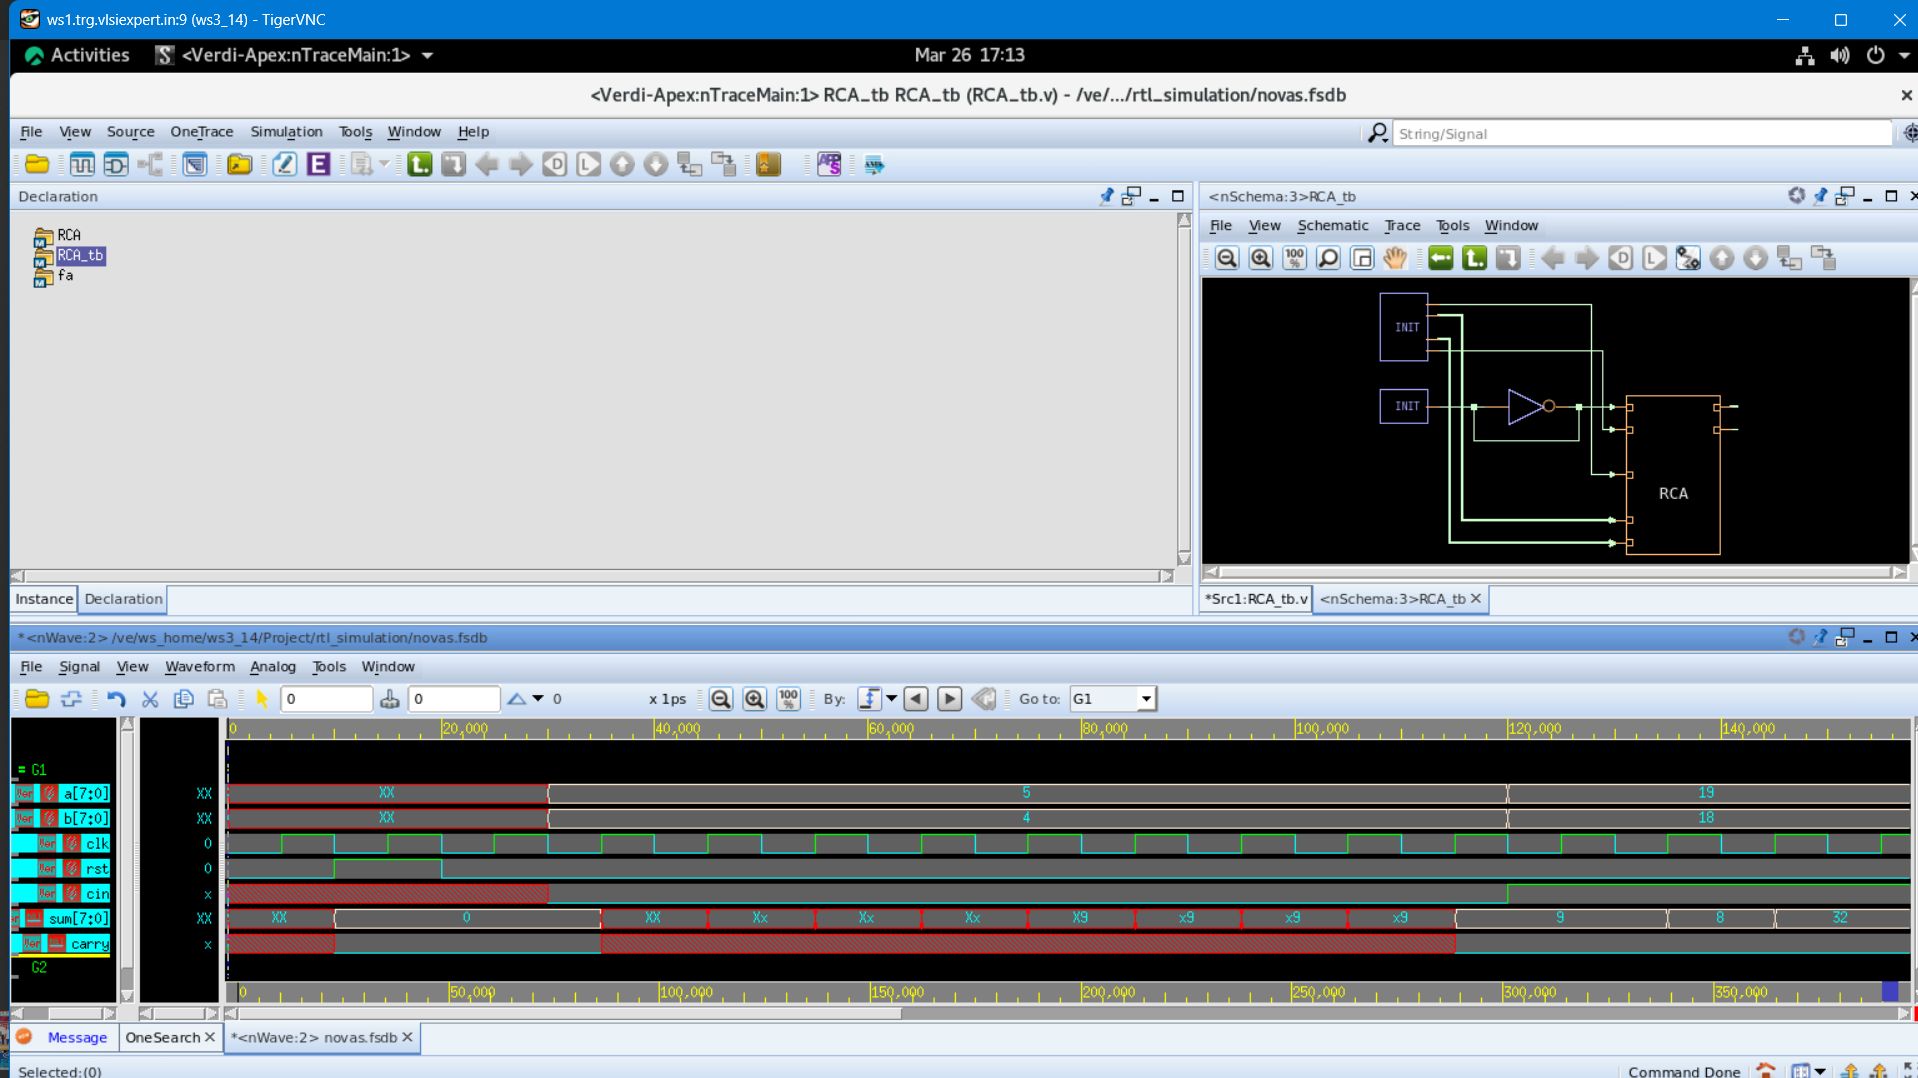 ws1.trg.vlsiexpert.in:9 (ws3_14) - TigerVNC
Activities <Verdi-Apex:nTraceMain:1> Mar 26 17:13
<Verdi-Apex:nTraceMain:1> RCA_tb RCA_tb (RCA_tb.v) - /ve/.../rtl_simulation/novas.fsdb
File View Source OneTrace Simulation Tools Window Help String/Signal
Declaration
RCA
RCA_tb
fa
Instance Declaration
<nSchema:3>RCA_tb
File View Schematic Trace Tools Window
100 %
INIT
INIT
RCA
*Src1:RCA_tb.v <nSchema:3>RCA_tb
*<nWave:2> /ve/ws_home/ws3_14/Project/rtl_simulation/novas.fsdb
File Signal View Waveform Analog Tools Window
0 0 0 x 1ps 100 % By: Go to: G1
0 20,000 40,000 60,000 80,000 100,000 120,000 140,000
= G1
a[7:0] XX XX 5 19
b[7:0] XX XX 4 18
clk 0
rst 0
cin x
sum[7:0] XX XX 0 XX Xx Xx Xx X9 x9 x9 x9 9 8 32
carry x
G2
0 50,000 100,000 150,000 200,000 250,000 300,000 350,000
Message OneSearch *<nWave:2> novas.fsdb
Selected:(0) Command Done